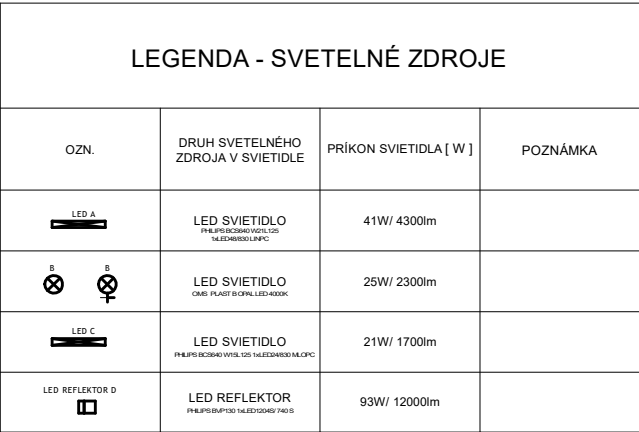 LEGENDA - SVETELNÉ ZDROJE
OZN.
DRUH SVETELNÉHO
ZDROJA V SVIETIDLE
PRÍKON SVIETIDLA [ W ]
POZNÁMKA
LED A
LED SVIETIDLO
PHILIPS BCS640 W21L125
1xLED48/830 LINPC
41W/ 4300lm
B B
LED SVIETIDLO
OMS PLAST B OPAL LED 4000K
25W/ 2300lm
LED C
LED SVIETIDLO
PHILIPS BCS640 W15L125 1xLED24/830 MLOPC
21W/ 1700lm
LED REFLEKTOR D
LED REFLEKTOR
PHILIPS BVP130 1xLED1204S/ 740 S
93W/ 12000lm